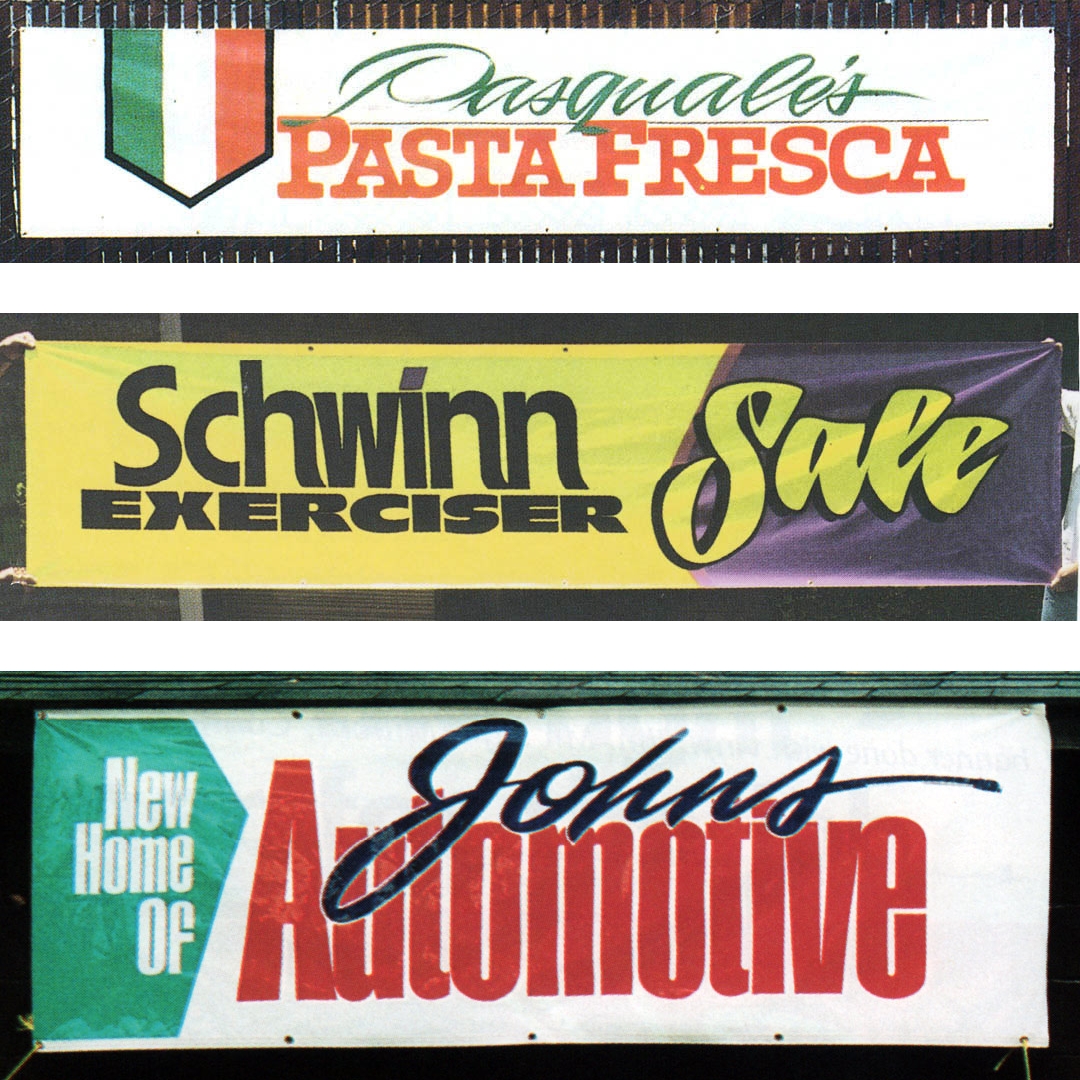 Pasquale's
PASTA FRESCA
Schwinn
EXERCISER
Sale
New
Home
Of
Johns
Automotive